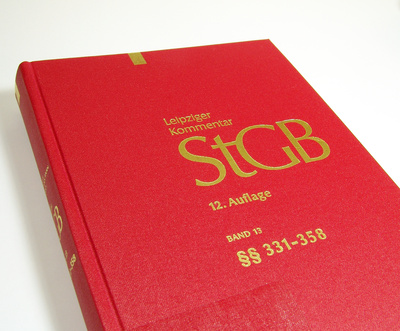 Leipziger
Kommentar
StGB
12. Auflage
BAND 13
§§ 331-358